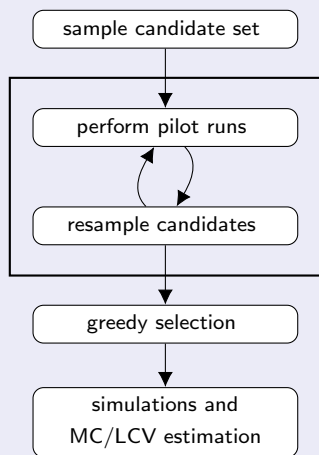 sample candidate set
perform pilot runs
resample candidates
greedy selection
simulations and
MC/LCV estimation